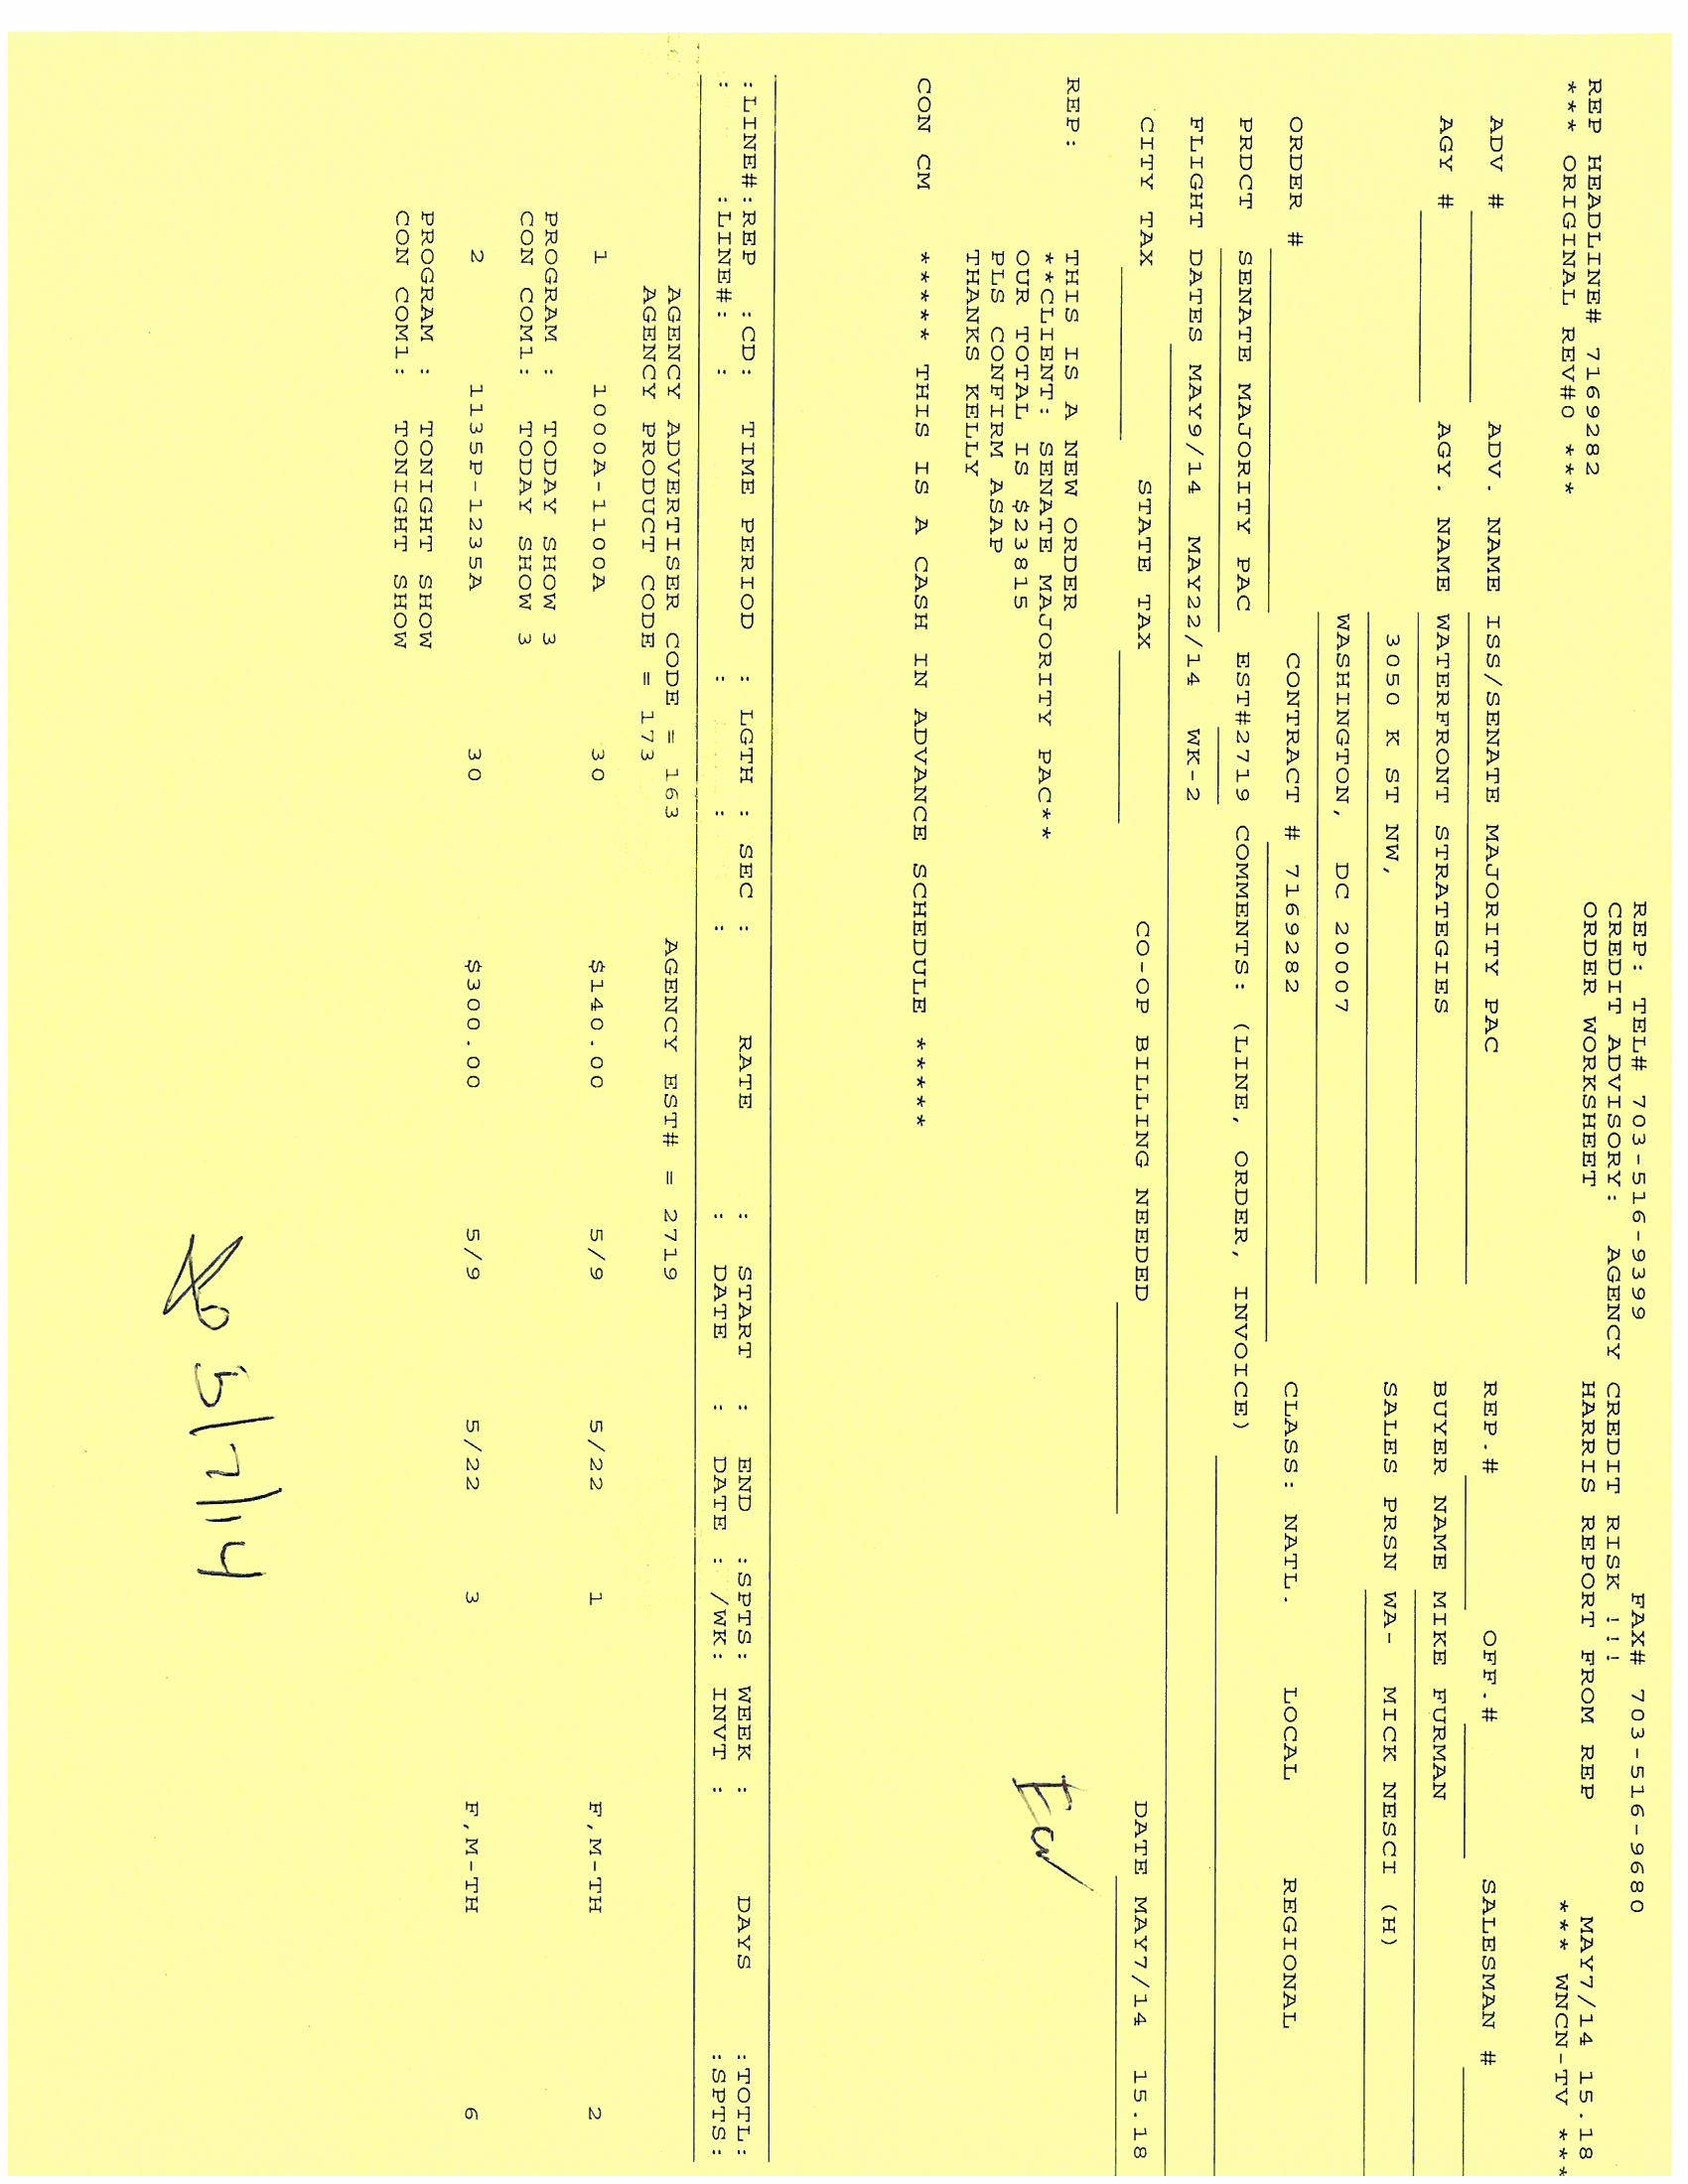 REP: TEL# 703-516-9399 FAX# 703-516-9680
CREDIT ADVISORY: AGENCY CREDIT RISK !!!
REP HEADLINE# 7169282 ORDER WORKSHEET HARRIS REPORT FROM REP MAY7/14 15.18
*** ORIGINAL REV#0 *** *** WNCN-TV ***
ADV # ADV. NAME ISS/SENATE MAJORITY PAC REP.# OFF.# SALESMAN #
AGY # AGY. NAME WATERFRONT STRATEGIES BUYER NAME MIKE FURMAN
3050 K ST NW, SALES PRSN WA- MICK NESCI (H)
WASHINGTON, DC 20007
ORDER # CONTRACT # 7169282 CLASS: NATL. LOCAL REGIONAL
PRDCT SENATE MAJORITY PAC EST#2719 COMMENTS: (LINE, ORDER, INVOICE)
FLIGHT DATES MAY9/14 MAY22/14 WK-2
CITY TAX STATE TAX CO-OP BILLING NEEDED DATE MAY7/14 15.18
REP: THIS IS A NEW ORDER
**CLIENT: SENATE MAJORITY PAC**
OUR TOTAL IS $23815
PLS CONFIRM ASAP
THANKS KELLY
CON CM ***** THIS IS A CASH IN ADVANCE SCHEDULE *****
:LINE#:REP :CD: TIME PERIOD : LGTH : SEC : RATE : START : END :SPTS: WEEK : DAYS :TOTL:
: :LINE#: : : : : : DATE : DATE : /WK: INVT : :SPTS:
AGENCY ADVERTISER CODE = 163 AGENCY EST# = 2719
AGENCY PRODUCT CODE = 173
1 1000A-1100A 30 $140.00 5/9 5/22 1 F,M-TH 2
PROGRAM : TODAY SHOW 3
CON COM1: TODAY SHOW 3
2 1135P-1235A 30 $300.00 5/9 5/22 3 F,M-TH 6
PROGRAM : TONIGHT SHOW
CON COM1: TONIGHT SHOW
5/7/14